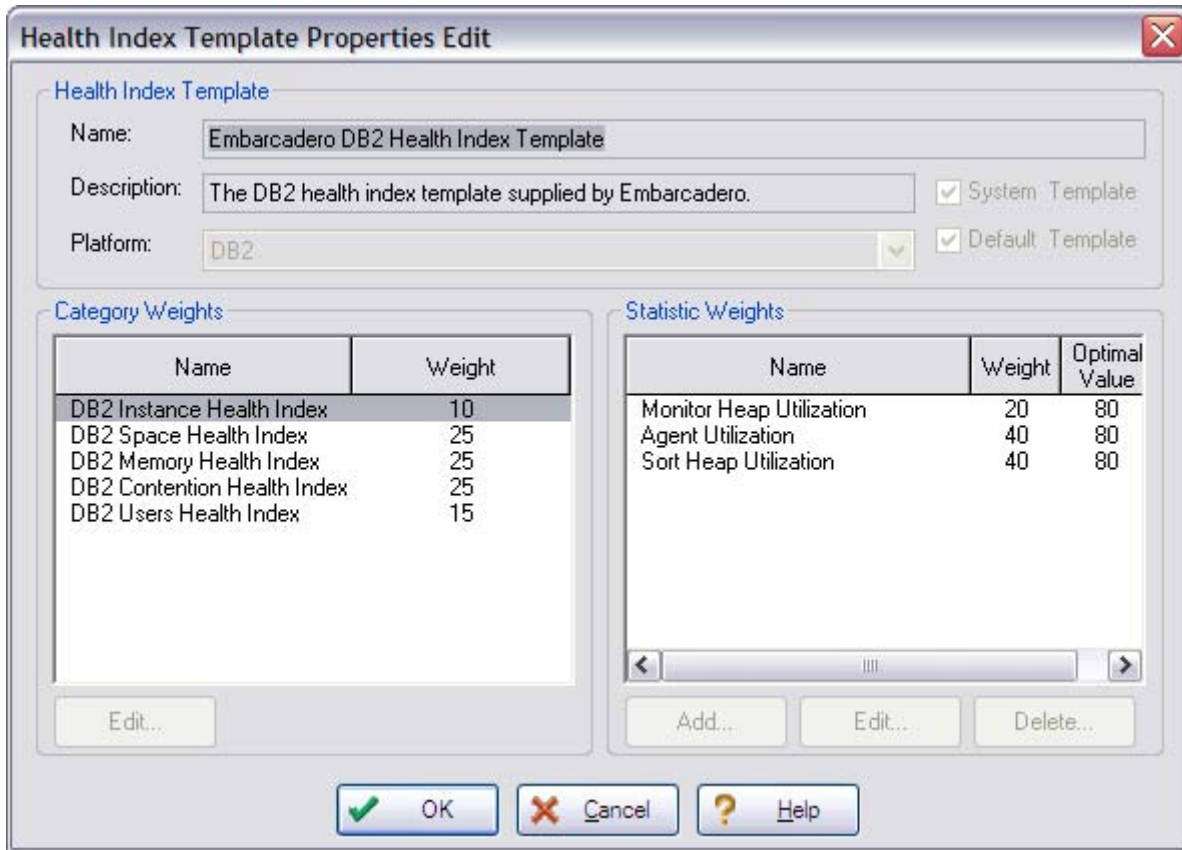 Health Index Template Properties Edit
Health Index Template
Name: Embarcadero DB2 Health Index Template
Description: The DB2 health index template supplied by Embarcadero. System Template
Platform: DB2 Default Template
Category Weights
Name Weight
DB2 Instance Health Index 10
DB2 Space Health Index 25
DB2 Memory Health Index 25
DB2 Contention Health Index 25
DB2 Users Health Index 15
Edit...
Statistic Weights
Name Weight Optimal Value
Monitor Heap Utilization 20 80
Agent Utilization 40 80
Sort Heap Utilization 40 80
Add... Edit... Delete...
OK Cancel ? Help